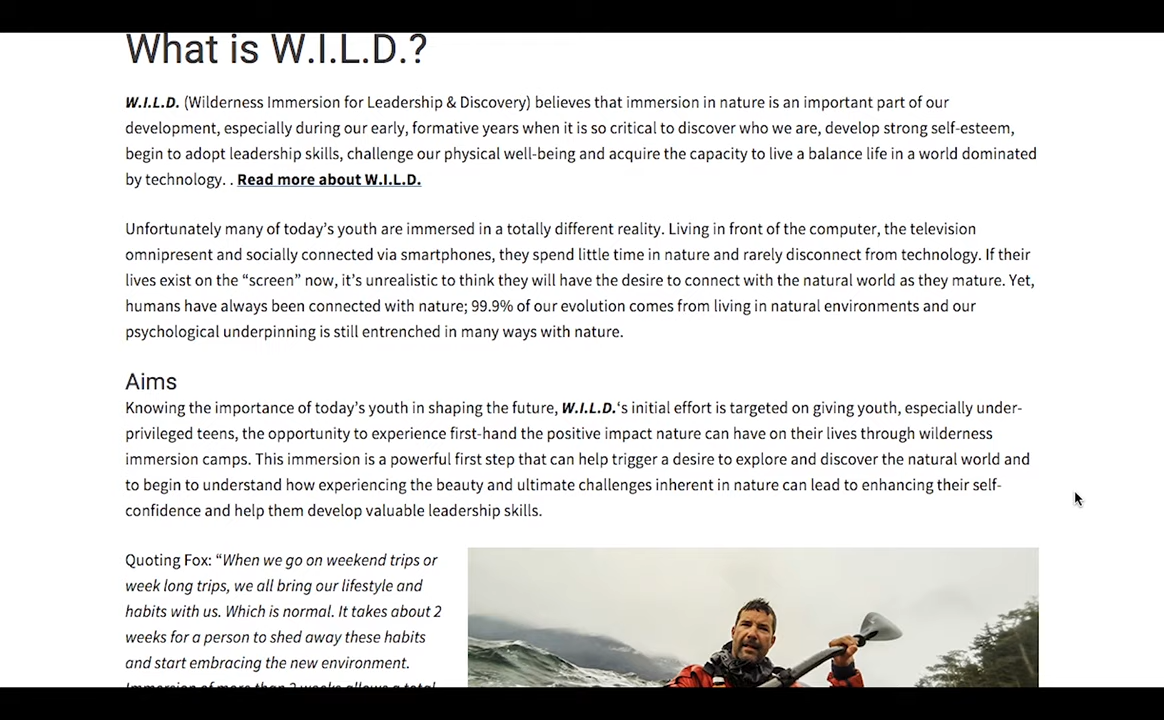 What is W.I.L.D.?
W.I.L.D. (Wilderness Immersion for Leadership & Discovery) believes that immersion in nature is an important part of our
development, especially during our early, formative years when it is so critical to discover who we are, develop strong self-esteem,
begin to adopt leadership skills, challenge our physical well-being and acquire the capacity to live a balance life in a world dominated
by technology. . Read more about W.I.L.D.
Unfortunately many of today’s youth are immersed in a totally different reality. Living in front of the computer, the television
omnipresent and socially connected via smartphones, they spend little time in nature and rarely disconnect from technology. If their
lives exist on the “screen” now, it’s unrealistic to think they will have the desire to connect with the natural world as they mature. Yet,
humans have always been connected with nature; 99.9% of our evolution comes from living in natural environments and our
psychological underpinning is still entrenched in many ways with nature.
Aims
Knowing the importance of today’s youth in shaping the future, W.I.L.D.‘s initial effort is targeted on giving youth, especially under-
privileged teens, the opportunity to experience first-hand the positive impact nature can have on their lives through wilderness
immersion camps. This immersion is a powerful first step that can help trigger a desire to explore and discover the natural world and
to begin to understand how experiencing the beauty and ultimate challenges inherent in nature can lead to enhancing their self-
confidence and help them develop valuable leadership skills.
Quoting Fox: “When we go on weekend trips or
week long trips, we all bring our lifestyle and
habits with us. Which is normal. It takes about 2
weeks for a person to shed away these habits
and start embracing the new environment.
Immersion of more than 2 weeks allows a total